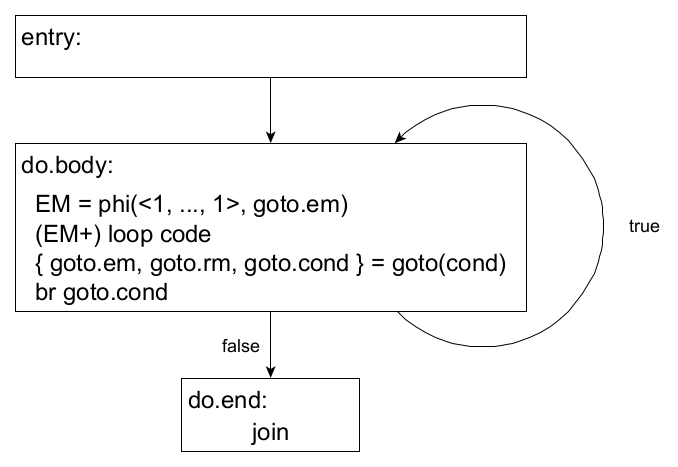 entry:
do.body:
EM = phi(<1, ..., 1>, goto.em)
(EM+) loop code
{ goto.em, goto.rm, goto.cond } = goto(cond)
br goto.cond
true
false
do.end:
join